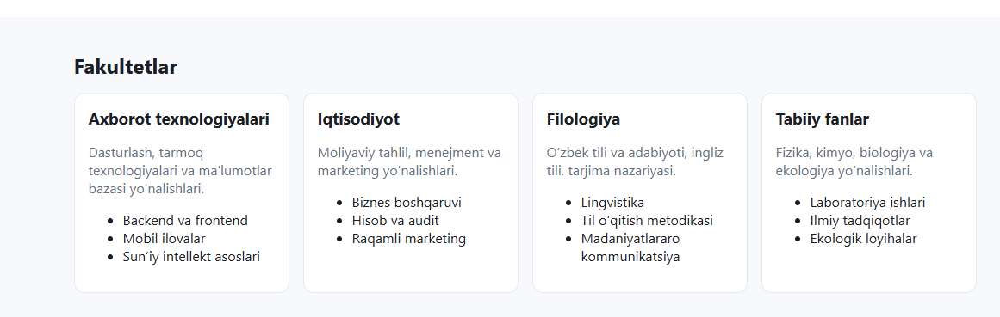 Fakultetlar
Axborot texnologiyalari
Dasturlash, tarmoq
texnologiyalari va ma'lumotlar
bazasi yo‘nalishlari.
• Backend va frontend
• Mobil ilovalar
• Sun’iy intellekt asoslari
Iqtisodiyot
Moliyaviy tahlil, menejment va
marketing yo‘nalishlari.
• Biznes boshqaruvi
• Hisob va audit
• Raqamli marketing
Filologiya
O‘zbek tili va adabiyoti, ingliz
tili, tarjima nazariyasi.
• Lingvistika
• Til o‘qitish metodikasi
• Madaniyatlararo
kommunikatsiya
Tabiiy fanlar
Fizika, kimyo, biologiya va
ekologiya yo‘nalishlari.
• Laboratoriya ishlari
• Ilmiy tadqiqotlar
• Ekologik loyihalar